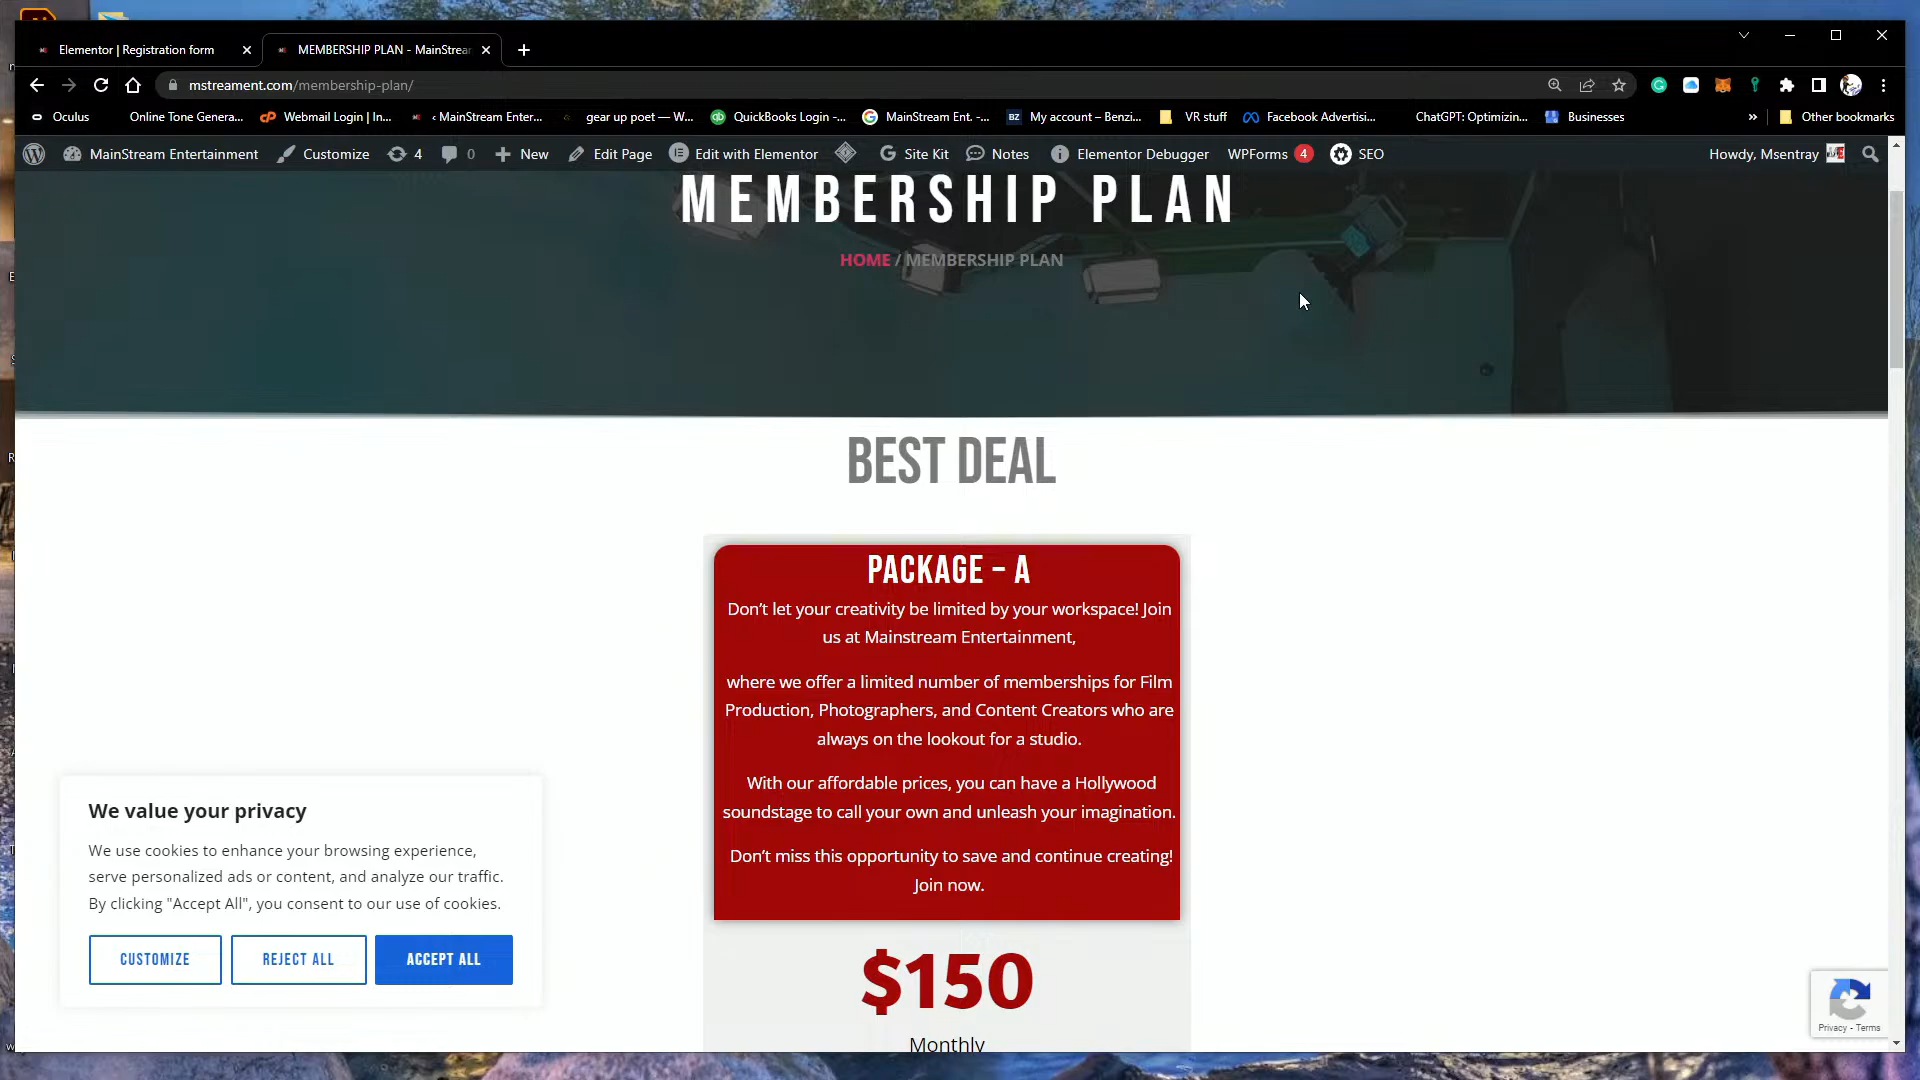 Elementor | Registration form
MEMBERSHIP PLAN - MainStrear
mstreament.com/membership-plan/
Oculus
Online Tone Genera...
Webmail Login | In...
‹ MainStream Enter...
gear up poet — W...
QuickBooks Login -...
MainStream Ent. -...
My account – Benzi...
VR stuff
Facebook Advertisi...
ChatGPT: Optimizin...
Businesses
»
Other bookmarks
MainStream Entertainment
Customize
4
0
New
Edit Page
Edit with Elementor
Site Kit
Notes
Elementor Debugger
WPForms 4
SEO
Howdy, Msentray
MEMBERSHIP PLAN
HOME / MEMBERSHIP PLAN
BEST DEAL
PACKAGE – A
Don't let your creativity be limited by your workspace! Join
us at Mainstream Entertainment,
where we offer a limited number of memberships for Film
Production, Photographers, and Content Creators who are
always on the lookout for a studio.
With our affordable prices, you can have a Hollywood
soundstage to call your own and unleash your imagination.
Don't miss this opportunity to save and continue creating!
Join now.
$150
Monthly
We value your privacy
We use cookies to enhance your browsing experience,
serve personalized ads or content, and analyze our traffic.
By clicking "Accept All", you consent to our use of cookies.
CUSTOMIZE
REJECT ALL
ACCEPT ALL
Privacy - Terms